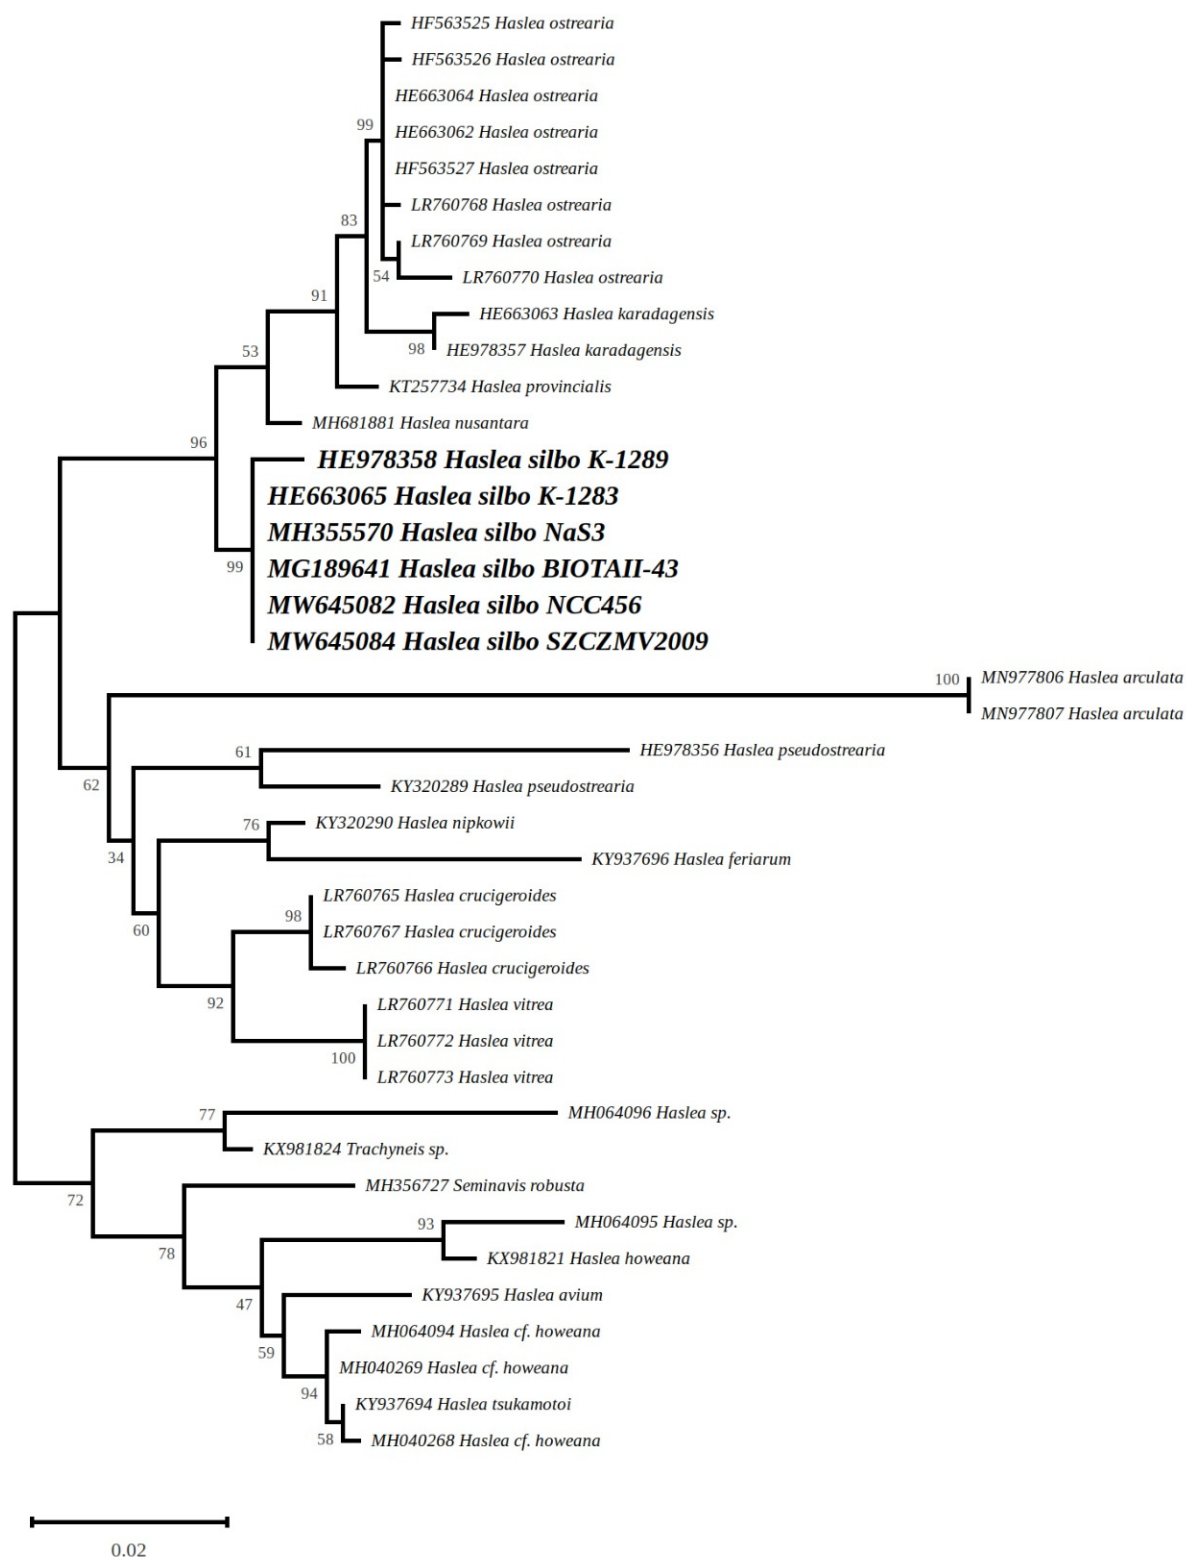 HF563525 Haslea ostrearia
HF563526 Haslea ostrearia
HE663064 Haslea ostrearia
99
HE663062 Haslea ostrearia
HF563527 Haslea ostrearia
LR760768 Haslea ostrearia
83
LR760769 Haslea ostrearia
54
LR760770 Haslea ostrearia
91
HE663063 Haslea karadagensis
98
HE978357 Haslea karadagensis
53
KT257734 Haslea provincialis
MH681881 Haslea nusantara
96
HE978358 Haslea silbo K-1289
HE663065 Haslea silbo K-1283
MH355570 Haslea silbo NaS3
99
MG189641 Haslea silbo BIOTAII-43
MW645082 Haslea silbo NCC456
MW645084 Haslea silbo SZCZMV2009
100
MN977806 Haslea arculata
MN977807 Haslea arculata
61
HE978356 Haslea pseudostrearia
62
KY320289 Haslea pseudostrearia
76
KY320290 Haslea nipkowii
34
KY937696 Haslea feriarum
LR760765 Haslea crucigeroides
98
60
LR760767 Haslea crucigeroides
LR760766 Haslea crucigeroides
92
LR760771 Haslea vitrea
LR760772 Haslea vitrea
100
LR760773 Haslea vitrea
77
MH064096 Haslea sp.
KX981824 Trachyneis sp.
72
MH356727 Seminavis robusta
93
MH064095 Haslea sp.
78
KX981821 Haslea howeana
47
KY937695 Haslea avium
59
MH064094 Haslea cf. howeana
MH040269 Haslea cf. howeana
94
KY937694 Haslea tsukamotoi
58
MH040268 Haslea cf. howeana
0.02